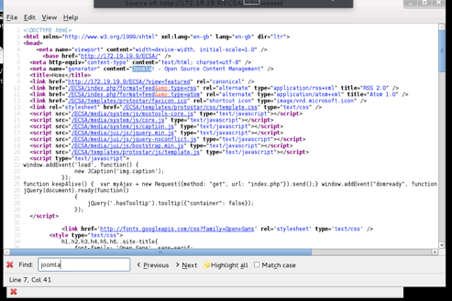 Source of: http://172.19.19.9/ECSA/
File Edit View Help
<!DOCTYPE html>
<html xmlns="http://www.w3.org/1999/xhtml" xml:lang="en-gb" lang="en-gb" dir="ltr">
<head>
<meta name="viewport" content="width=device-width, initial-scale=1.0" />
<base href="http://172.19.19.9/ECSA/" />
<meta http-equiv="content-type" content="text/html; charset=utf-8" />
<meta name="generator" content="Joomla! - Open Source Content Management" />
<title>Home</title>
<link href="http://172.19.19.9/ECSA/?view=featured" rel="canonical" />
<link href="/ECSA/index.php?format=feed&amp;type=rss" rel="alternate" type="application/rss+xml" title="RSS 2.0" />
<link href="/ECSA/index.php?format=feed&amp;type=atom" rel="alternate" type="application/atom+xml" title="Atom 1.0" />
<link href="/ECSA/templates/protostar/favicon.ico" rel="shortcut icon" type="image/vnd.microsoft.icon" />
<link rel="stylesheet" href="/ECSA/templates/protostar/css/template.css" type="text/css" />
<script src="/ECSA/media/system/js/mootools-core.js" type="text/javascript"></script>
<script src="/ECSA/media/system/js/core.js" type="text/javascript"></script>
<script src="/ECSA/media/system/js/caption.js" type="text/javascript"></script>
<script src="/ECSA/media/jui/js/jquery.min.js" type="text/javascript"></script>
<script src="/ECSA/media/jui/js/jquery-noconflict.js" type="text/javascript"></script>
<script src="/ECSA/media/jui/js/bootstrap.min.js" type="text/javascript"></script>
<script src="/ECSA/templates/protostar/js/template.js" type="text/javascript"></script>
<script type="text/javascript">
window.addEvent('load', function() {
new JCaption('img.caption');
});
function keepAlive() { var myAjax = new Request({method: "get", url: "index.php"}).send();} window.addEvent("domready", function()
jQuery(document).ready(function()
{
jQuery('.hasTooltip').tooltip({"container": false});
});
</script>
<link href='http://fonts.googleapis.com/css?family=Open+Sans' rel='stylesheet' type='text/css' />
<style type="text/css">
h1,h2,h3,h4,h5,h6,.site-title{
font-family: 'Open Sans', sans-serif;
Find: joomla Previous Next Highlight all Match case
Line 7, Col 41